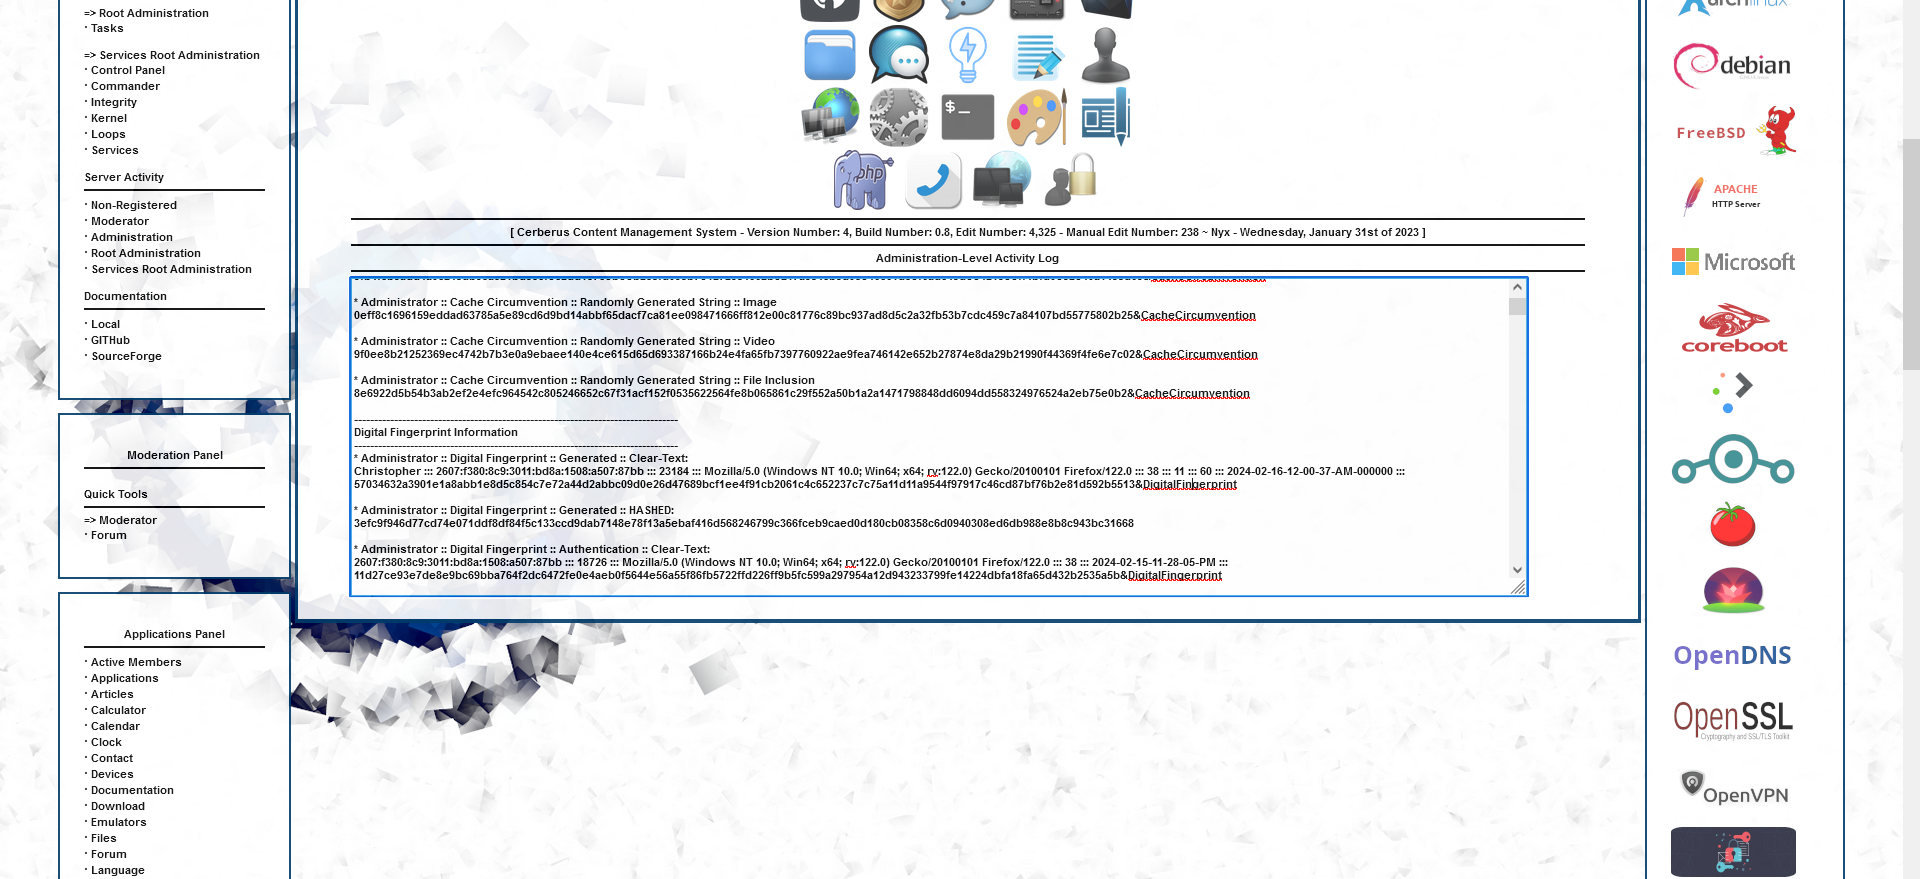 => Root Administration
· Tasks
=> Services Root Administration
· Control Panel
· Commander
· Integrity
· Kernel
· Loops
· Services
Server Activity
· Non-Registered
· Moderator
· Administration
· Root Administration
· Services Root Administration
Documentation
· Local
· GITHub
· SourceForge
Moderation Panel
Quick Tools
=> Moderator
· Forum
Applications Panel
· Active Members
· Applications
· Articles
· Calculator
· Calendar
· Clock
· Contact
· Devices
· Documentation
· Download
· Emulators
· Files
· Forum
· Language
$_
php
[ Cerberus Content Management System - Version Number: 4, Build Number: 0.8, Edit Number: 4,325 - Manual Edit Number: 238 ~ Nyx - Wednesday, January 31st of 2023 ]
Administration-Level Activity Log
* Administrator :: Cache Circumvention :: Randomly Generated String :: Image
0eff8c1696159eddad63785a5e89cd6d9bd14abbf65dacf7ca81ee098471666ff812e00c81776c89bc937ad8d5c2a32fb53b7cdc459c7a84107bd55775802b25&CacheCircumvention
* Administrator :: Cache Circumvention :: Randomly Generated String :: Video
9f0ee8b21252369ec4742b7b3e0a9ebaee140e4ce615d65d693387166b24e4fa65fb7397760922ae9fea746142e652b27874e8da29b21990f44369f4fe6e7c02&CacheCircumvention
* Administrator :: Cache Circumvention :: Randomly Generated String :: File Inclusion
8e6922d5b54b3ab2ef2e4efc964542c805246652c67f31acf152f0535622564fe8b065861c29f552a50b1a2a1471798848dd6094dd558324976524a2eb75e0b2&CacheCircumvention
---------------------------------------------------------------------------------
Digital Fingerprint Information
---------------------------------------------------------------------------------
* Administrator :: Digital Fingerprint :: Generated :: Clear-Text:
Christopher ::: 2607:f380:8c9:3011:bd8a:1508:a507:87bb ::: 23184 ::: Mozilla/5.0 (Windows NT 10.0; Win64; x64; rv:122.0) Gecko/20100101 Firefox/122.0 ::: 38 ::: 11 ::: 60 ::: 2024-02-16-12-00-37-AM-000000 :::
57034632a3901e1a8abb1e8d5c854c7e72a44d2abbc09d0e26d47689bcf1ee4f91cb2061c4c652237c7c75a11d11a9544f97917c46cd87bf76b2e81d592b5513&DigitalFingerprint
* Administrator :: Digital Fingerprint :: Generated :: HASHED:
3efc9f946d77cd74e071ddf8df84f5c133ccd9dab7148e78f13a5ebaf416d568246799c366fceb9caed0d180cb08358c6d0940308ed6db988e8b8c943bc31668
* Administrator :: Digital Fingerprint :: Authentication :: Clear-Text:
2607:f380:8c9:3011:bd8a:1508:a507:87bb ::: 18726 ::: Mozilla/5.0 (Windows NT 10.0; Win64; x64; rv:122.0) Gecko/20100101 Firefox/122.0 ::: 38 ::: 2024-02-15-11-28-05-PM :::
11d27ce93e7de8e9bc69bba764f2dc6472fe0e4aeb0f5644e56a55f86fb5722ffd226ff9b5fc599a297954a12d943233799fe14224dbfa18fa65d432b2535a5b&DigitalFingerprint
debian
FreeBSD
APACHE
HTTP Server
Microsoft
coreboot
OpenDNS
OpenSSL
Cryptography and SSL/TLS Toolkit
OpenVPN